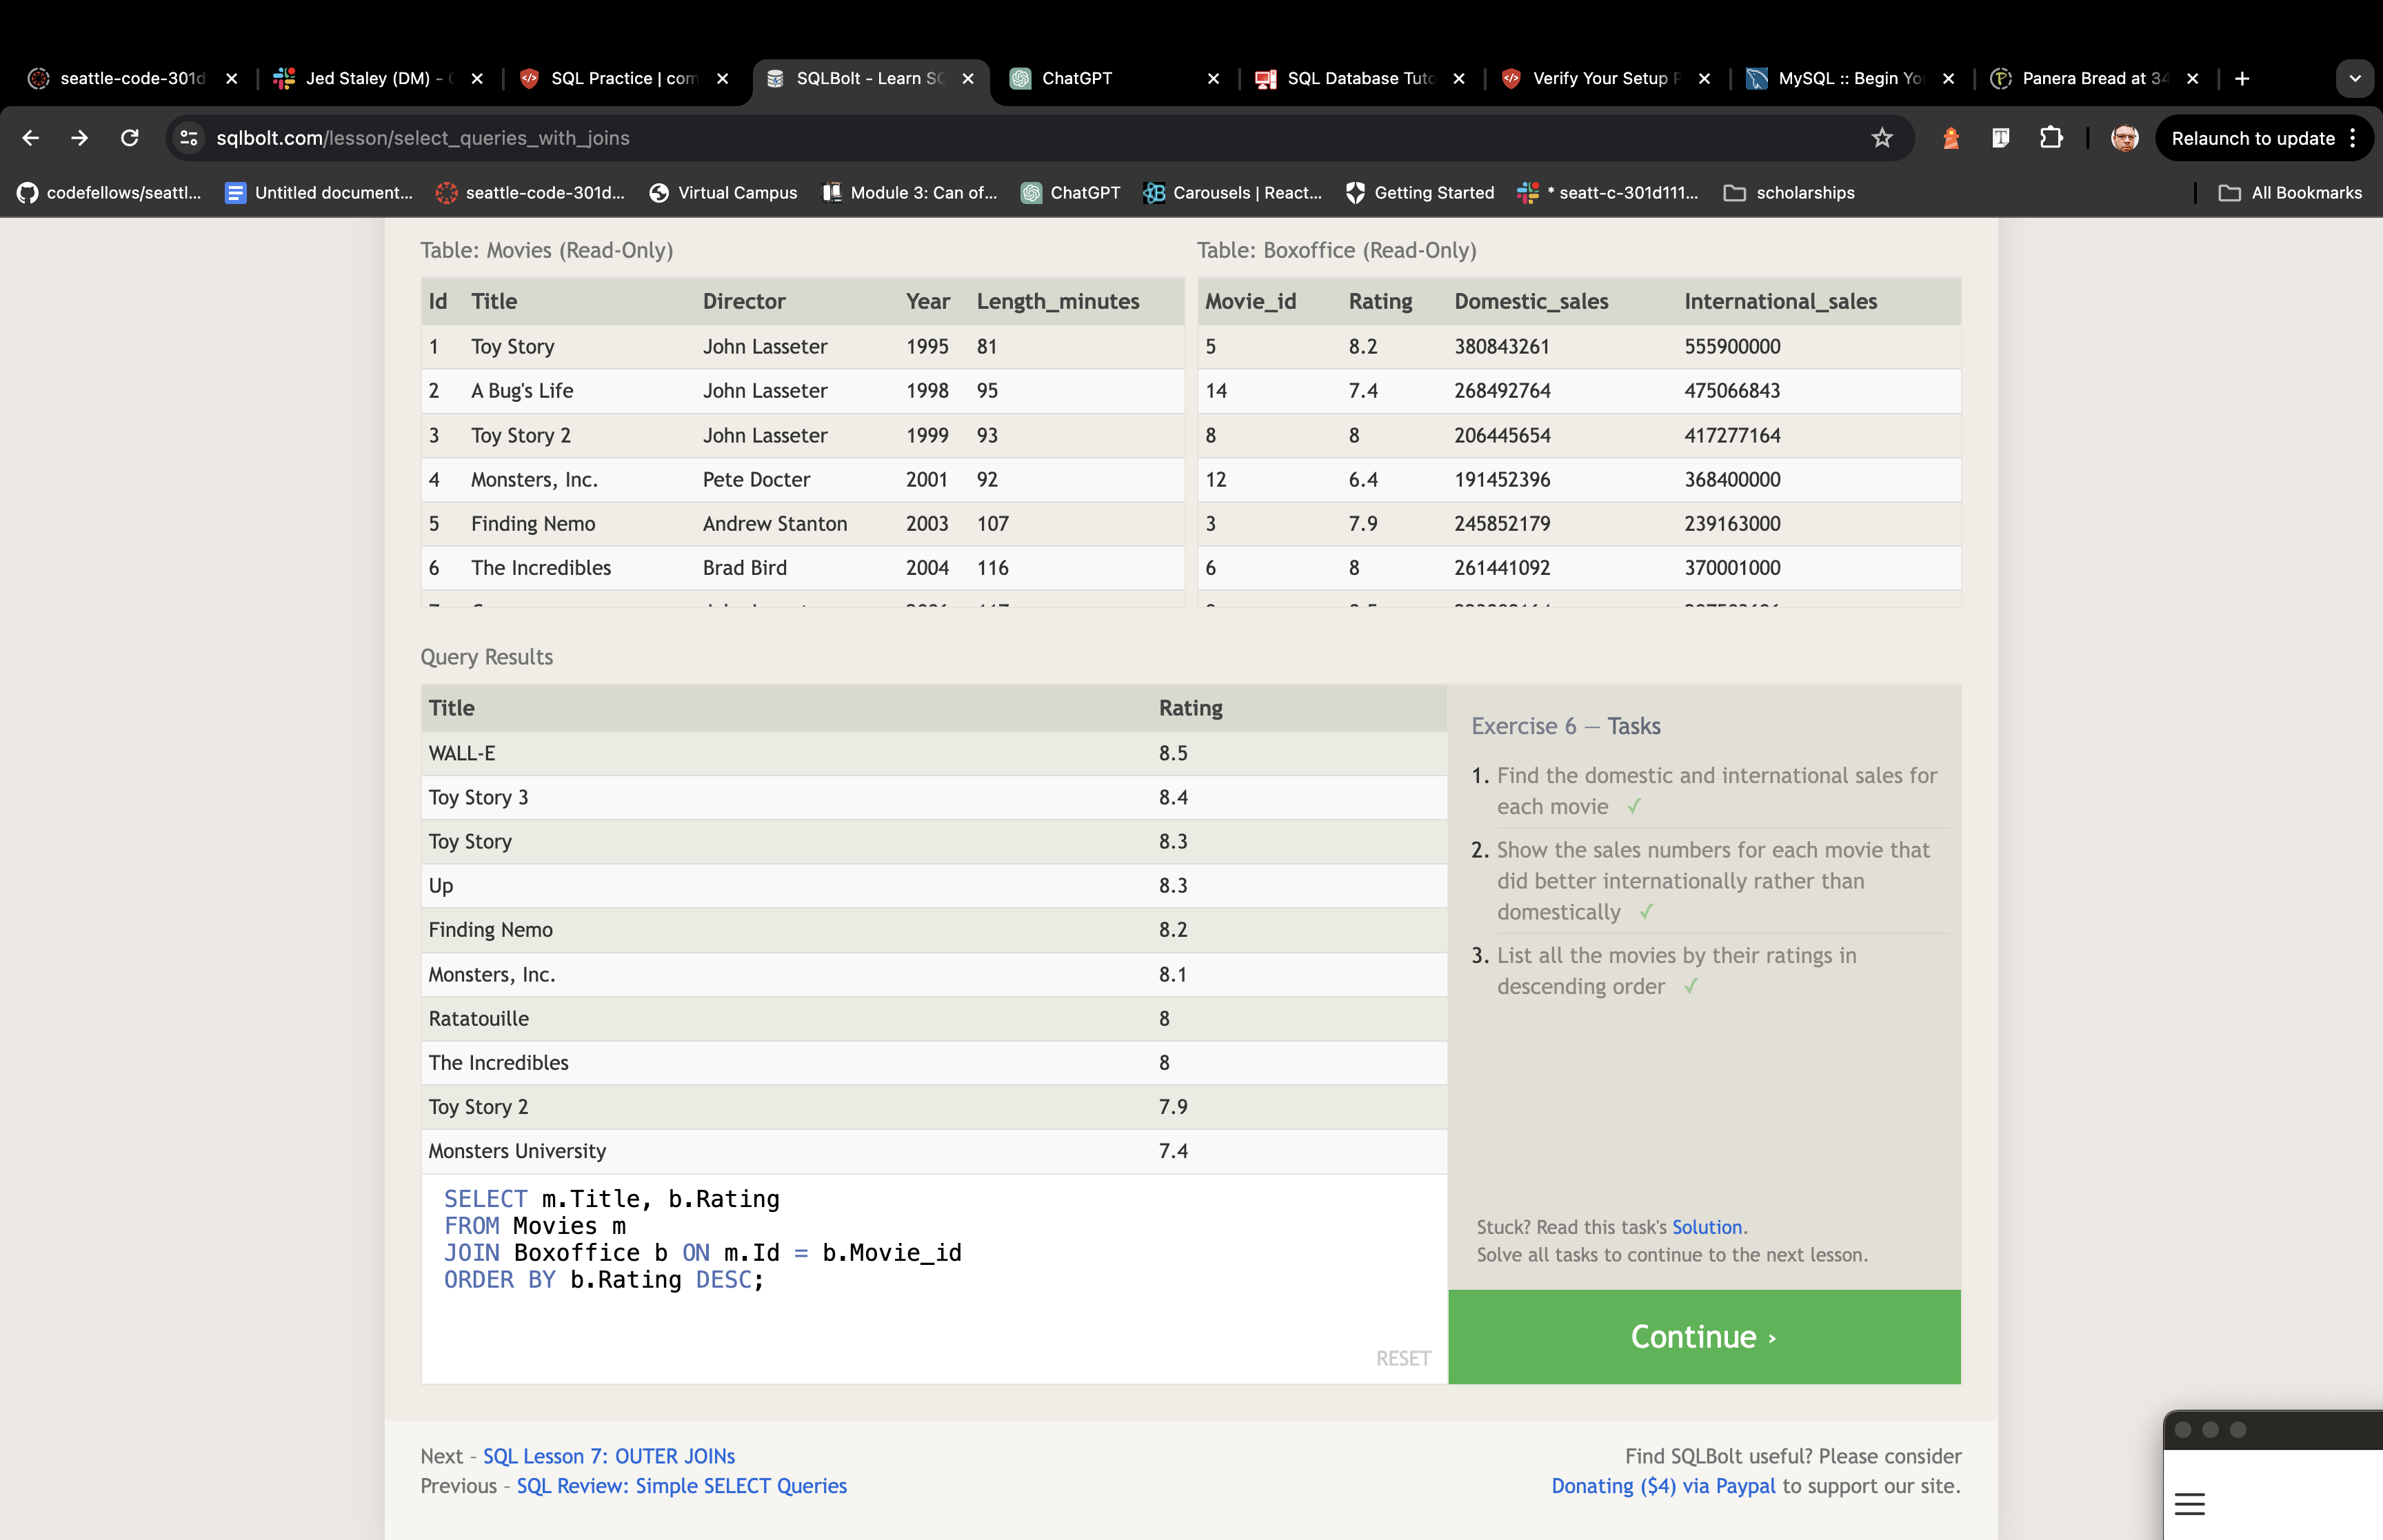 seattle-code-301d
Jed Staley (DM) - 
SQL Practice | com
SQLBolt - Learn SQ
ChatGPT
SQL Database Tuto
Verify Your Setup
MySQL :: Begin You
Panera Bread at 34
sqlbolt.com/lesson/select_queries_with_joins
Relaunch to update
codefellows/seattl...
Untitled document...
seattle-code-301d...
Virtual Campus
Module 3: Can of...
ChatGPT
Carousels | React...
Getting Started
* seatt-c-301d111...
scholarships
All Bookmarks
Table: Movies (Read-Only)
Id Title Director Year Length_minutes
1 Toy Story John Lasseter 1995 81
2 A Bug's Life John Lasseter 1998 95
3 Toy Story 2 John Lasseter 1999 93
4 Monsters, Inc. Pete Docter 2001 92
5 Finding Nemo Andrew Stanton 2003 107
6 The Incredibles Brad Bird 2004 116
Table: Boxoffice (Read-Only)
Movie_id Rating Domestic_sales International_sales
5 8.2 380843261 555900000
14 7.4 268492764 475066843
8 8 206445654 417277164
12 6.4 191452396 368400000
3 7.9 245852179 239163000
6 8 261441092 370001000
Query Results
Title Rating
WALL-E 8.5
Toy Story 3 8.4
Toy Story 8.3
Up 8.3
Finding Nemo 8.2
Monsters, Inc. 8.1
Ratatouille 8
The Incredibles 8
Toy Story 2 7.9
Monsters University 7.4
SELECT m.Title, b.Rating
FROM Movies m
JOIN Boxoffice b ON m.Id = b.Movie_id
ORDER BY b.Rating DESC;
RESET
Exercise 6 — Tasks
1. Find the domestic and international sales for
each movie ✓
2. Show the sales numbers for each movie that
did better internationally rather than
domestically ✓
3. List all the movies by their ratings in
descending order ✓
Stuck? Read this task's Solution.
Solve all tasks to continue to the next lesson.
Continue ›
Next – SQL Lesson 7: OUTER JOINs
Previous – SQL Review: Simple SELECT Queries
Find SQLBolt useful? Please consider
Donating ($4) via Paypal to support our site.